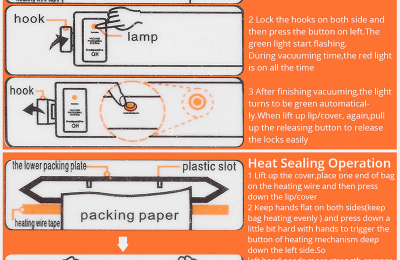 hook
lamp
2 Lock the hooks on both side and
then press the button on left.The
green light start flashing.
During vacuuming time,the red light
is on all the time
hook
3 After finishing vacuuming,the light
turns to be green automatical-
ly.When lift up lip/cover, again,pull
up the releasing button to release
the locks easily
the lower packing plate
plastic slot
packing paper
heating wire tape
Heat Sealing Operation
1 Lift up the cover,place one end of bag
on the heating wire and then press
down the lip/cover
2 Keep hands flat on both sides(keep
bag heating evenly ) and press down a
little bit hard with hands to trigger the
button of heating mechanism deep
down the left side.So